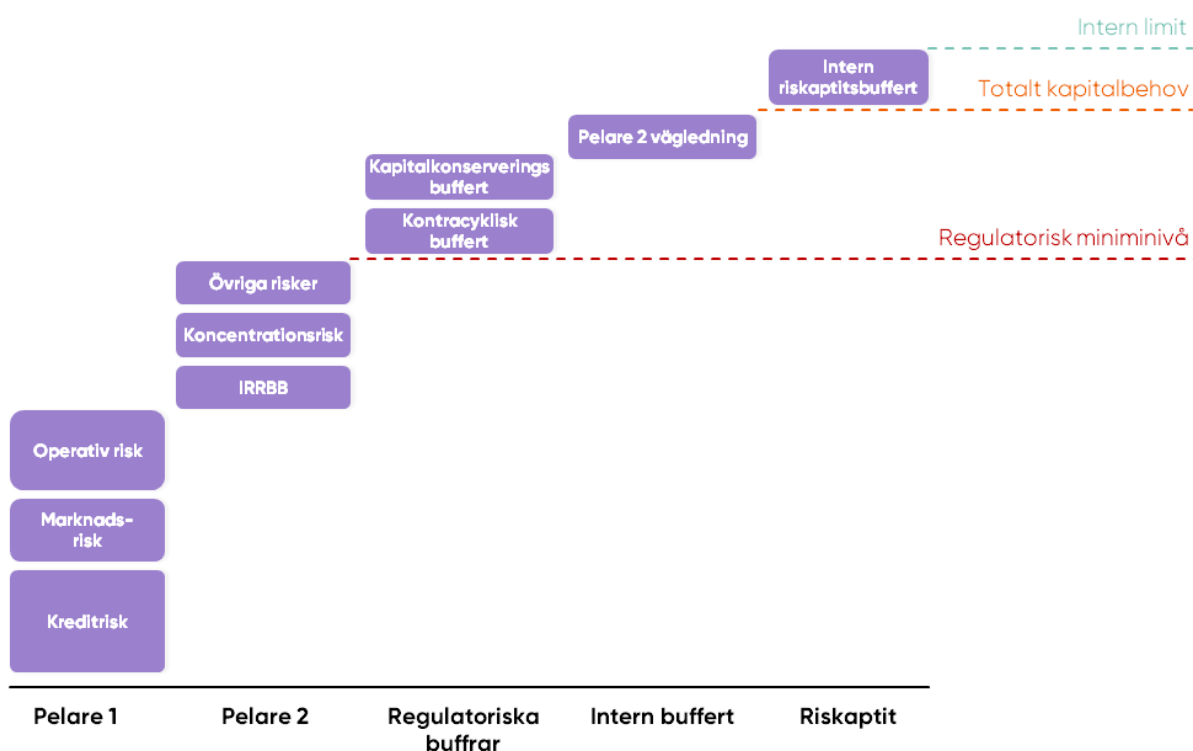 Intern limit
Intern
riskaptitsbuffert
Totalt kapitalbehov
Pelare 2 vägledning
Kapitalkonserverings
buffert
Kontracyklisk
buffert
Regulatorisk miniminivå
Övriga risker
Koncentrationsrisk
IRRBB
Operativ risk
Marknads-
risk
Kreditrisk
Pelare 1
Pelare 2
Regulatoriska
buffrar
Intern buffert
Riskaptit